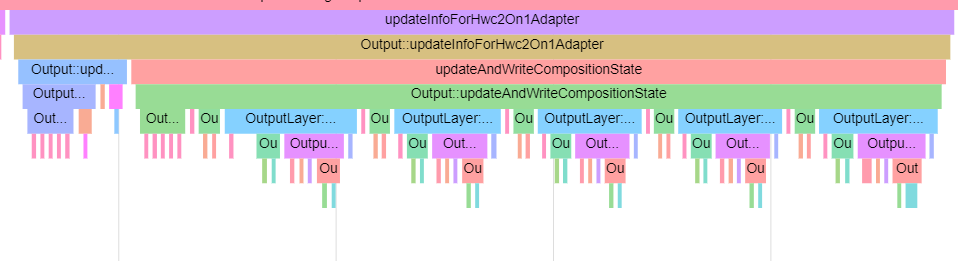 updateInfoForHwc2On1Adapter
Output::updateInfoForHwc2On1Adapter
Output::upd... updateAndWriteCompositionState
Output... Output::updateAndWriteCompositionState
Out... Out... Ou OutputLayer:... Ou OutputLayer:... Ou OutputLayer:... Ou OutputLayer:... Ou OutputLayer:...
Ou Outpu... Ou Out... Ou Out... Ou Out... Ou Outpu...
Ou Ou Ou Ou Out